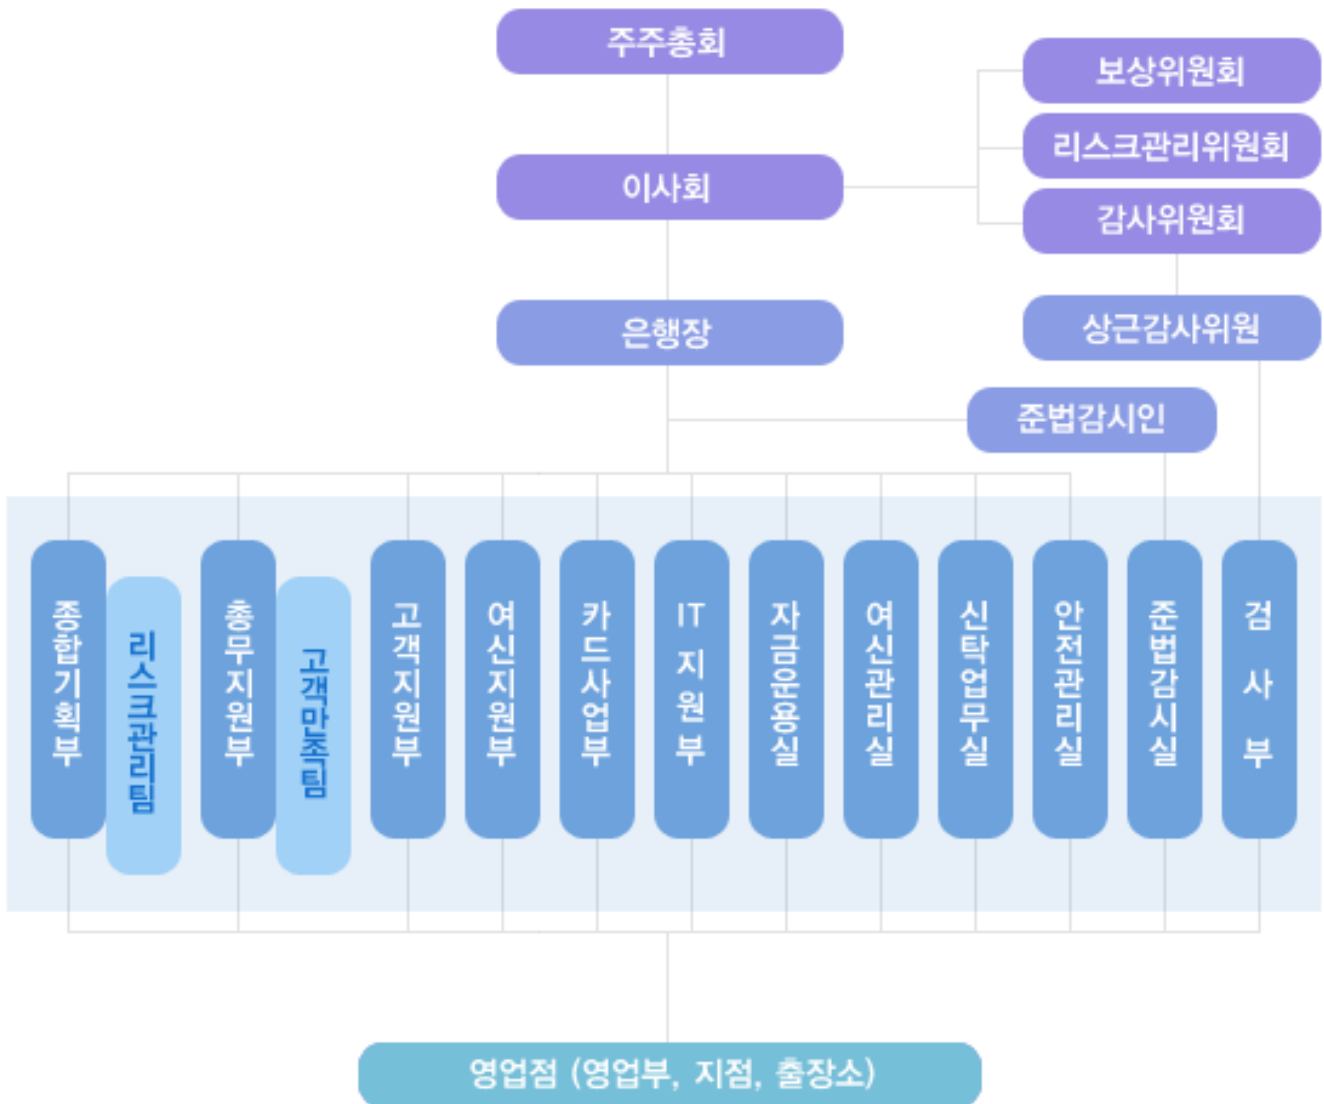 주주총회
보상위원회
리스크관리위원회
이사회
감사위원회
은행장
상근감사위원
준법감시인
종합기획부
리스크관리팀
총무지원부
고객만족팀
고객지원부
여신지원부
카드사업부
IT지원부
자금운용실
여신관리실
신탁업무실
안전관리실
준법감시실
검사부
영업점 (영업부, 지점, 출장소)